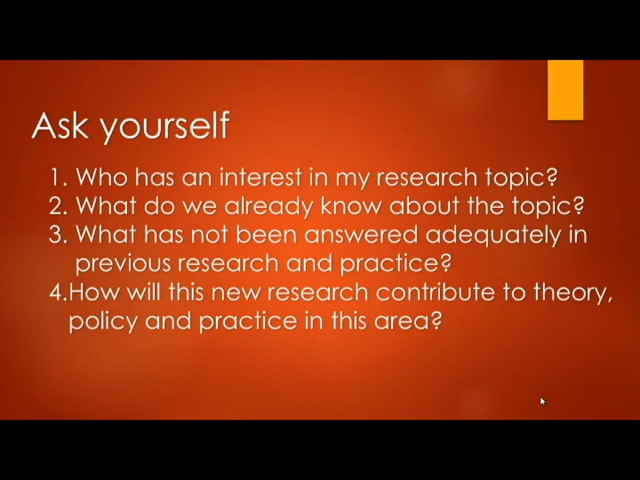 Ask yourself
1. Who has an interest in my research topic?
2. What do we already know about the topic?
3. What has not been answered adequately in
previous research and practice?
4.How will this new research contribute to theory,
policy and practice in this area?